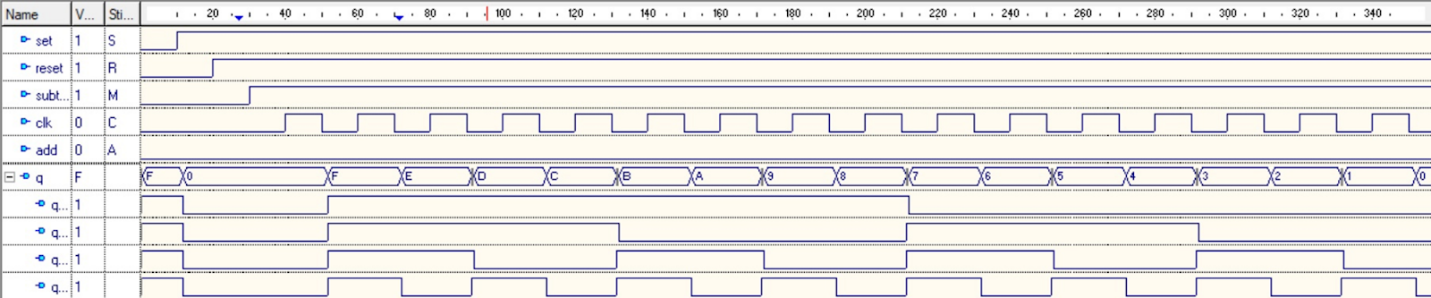 Name V... Sti... 20 40 60 80 100 120 140 160 180 200 220 240 260 280 300 320 340
set 1 S
reset 1 R
subt... 1 M
clk 0 C
add 0 A
q F F 0 F E D C B A 9 8 7 6 5 4 3 2 1 0
q... 1
q... 1
q... 1
q... 1